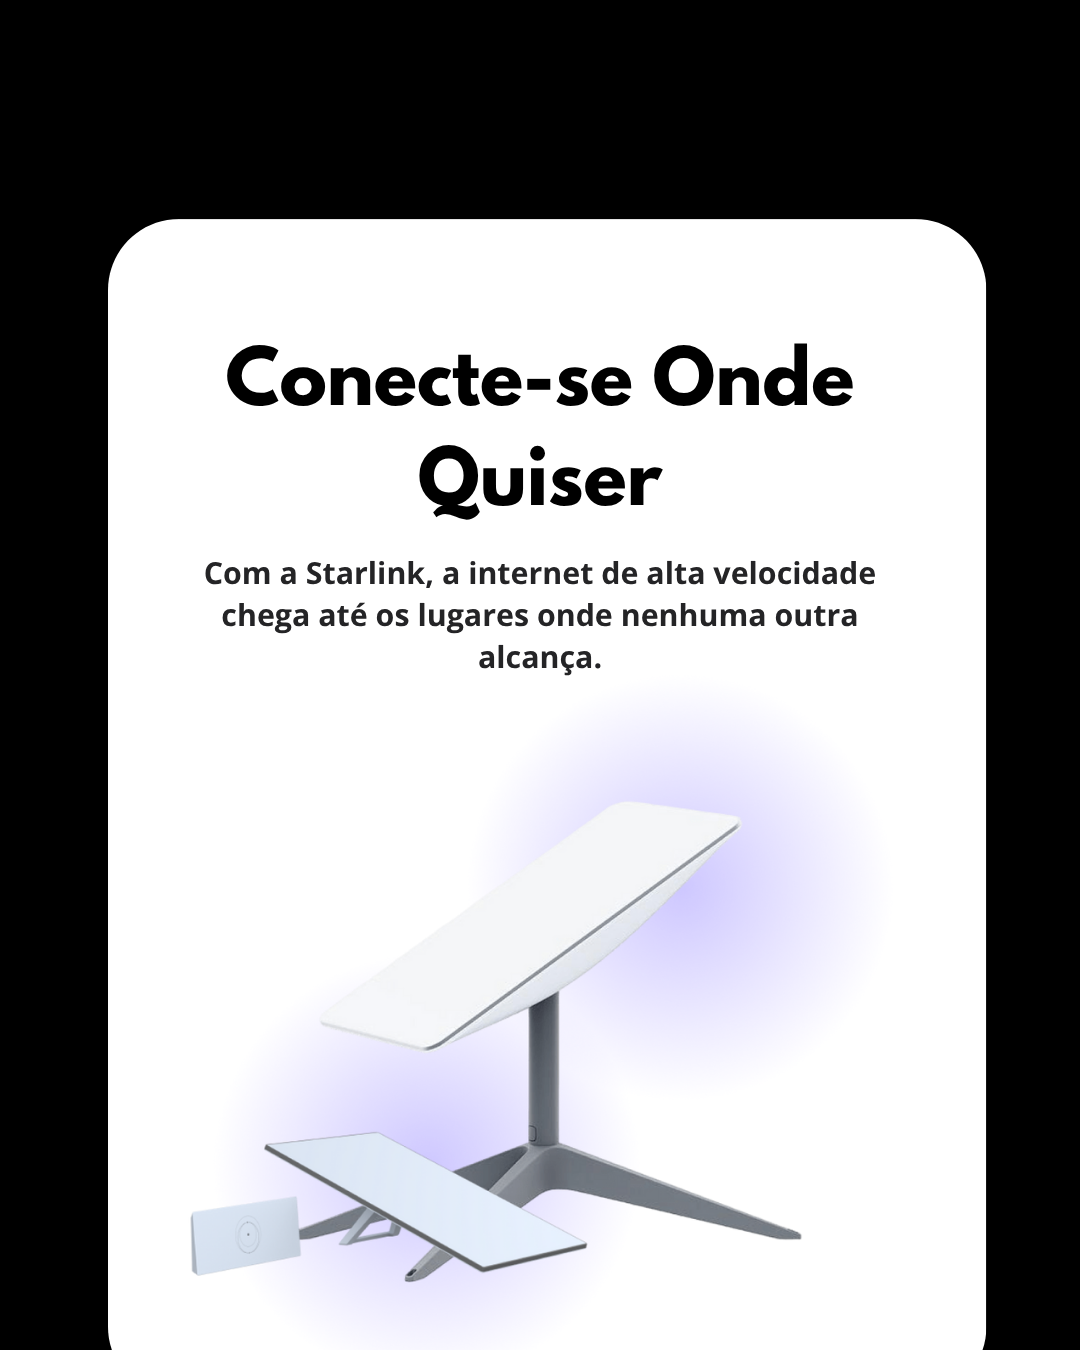 Conecte-se Onde
Quiser
Com a Starlink, a internet de alta velocidade
chega até os lugares onde nenhuma outra
alcança.